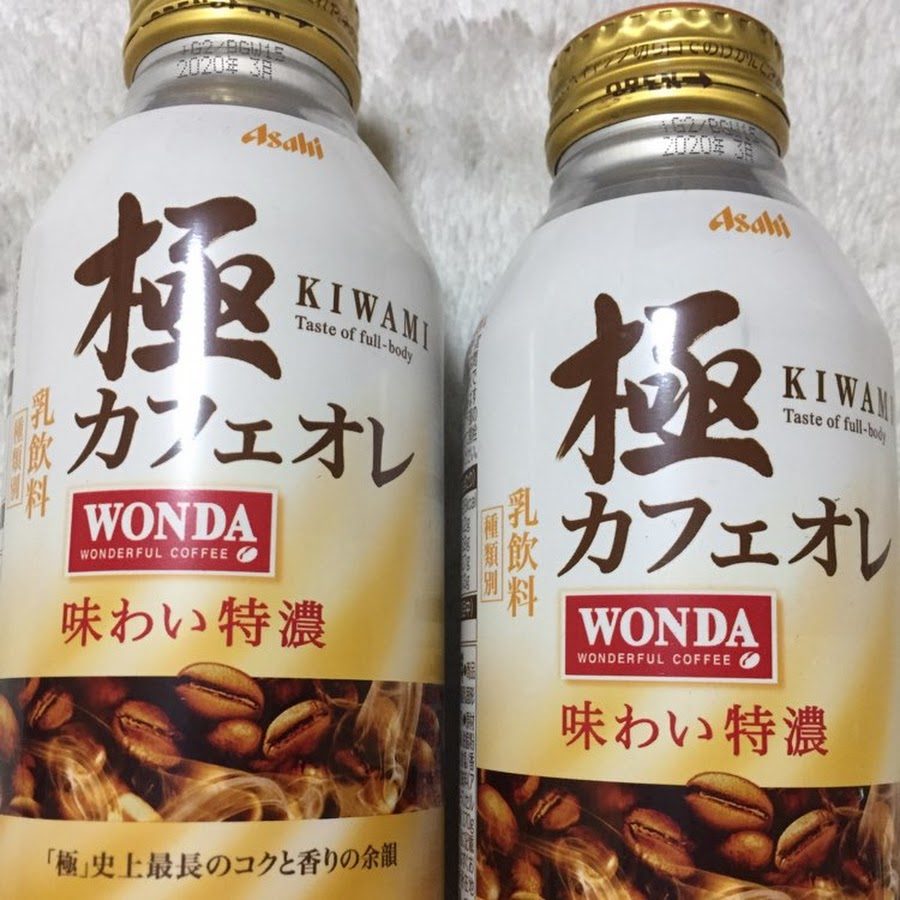 +G2/BGW15
2020年 3月
Asahi
極
KIWAMI
Taste of full-body
カフェオレ
種類別
乳飲料
WONDA
WONDERFUL COFFEE
味わい特濃
「極」史上最長のコクと香りの余韻
OPEN
+G2/BGW15
2020年 3月
Asahi
極
KIWAMI
Taste of full-body
カフェオレ
種類別
乳飲料
WONDA
WONDERFUL COFFEE
味わい特濃